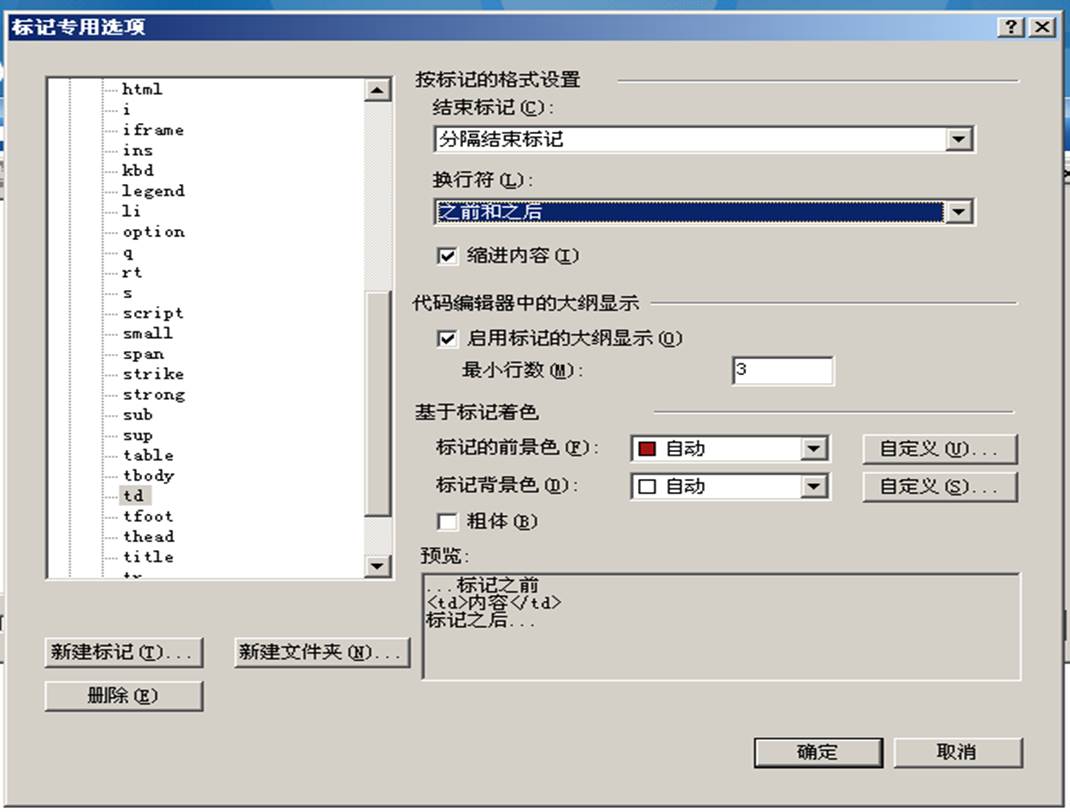 标记专用选项
html
i
iframe
ins
kbd
legend
li
option
q
rt
s
script
small
span
strike
strong
sub
sup
table
tbody
td
tfoot
thead
title
tr
新建标记(T)...
新建文件夹(N)...
删除(E)
按标记的格式设置
结束标记(C):
分隔结束标记
换行符(L):
之前和之后
缩进内容(I)
代码编辑器中的大纲显示
启用标记的大纲显示(O)
最小行数(M):
3
基于标记着色
标记的前景色(F):
自动
自定义(U)...
标记背景色(D):
自动
自定义(S)...
粗体(B)
预览:
...标记之前
<td>内容</td>
标记之后...
确定
取消